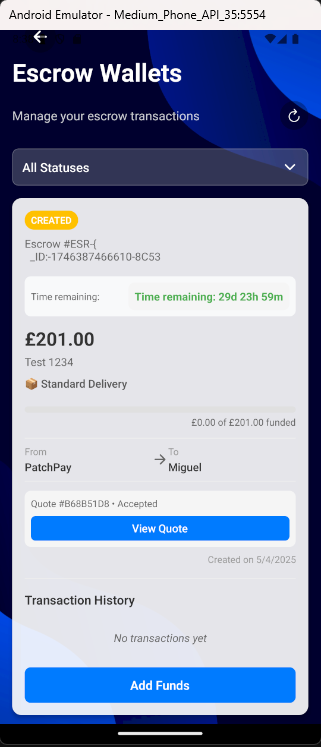 Android Emulator - Medium_Phone_API_35:5554
Escrow Wallets
Manage your escrow transactions
All Statuses
CREATED
Escrow #ESR-{
_ID:-1746387466610-8C53
Time remaining:
Time remaining: 29d 23h 59m
£201.00
Test 1234
📦 Standard Delivery
£0.00 of £201.00 funded
From
To
PatchPay
Miguel
Quote #B68B51D8 • Accepted
View Quote
Created on 5/4/2025
Transaction History
No transactions yet
Add Funds